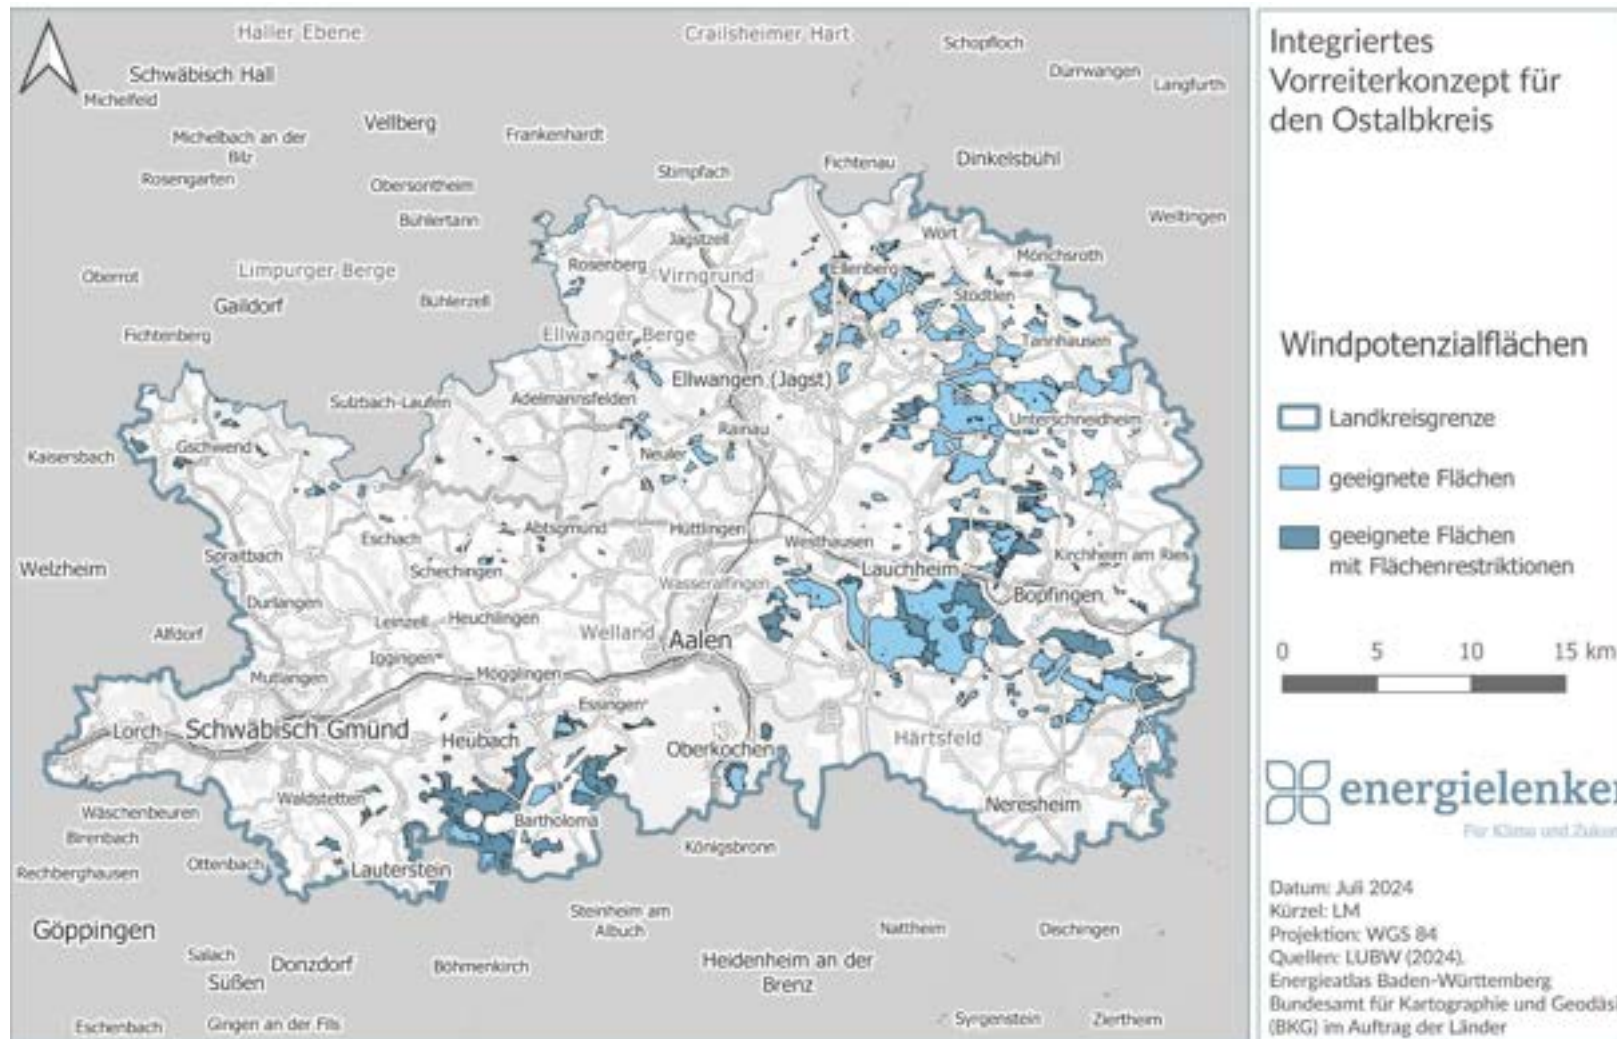 Haller Ebene
Crailsheimer Hart
Schopfloch
Schwäbisch Hall
Dürrwangen
Langfurth
Michelfeld
Vellberg
Frankenhardt
Michelbach an der
Bilz
Dinkelsbühl
Fichtenau
Stimpfach
Rosengarten
Obersontheim
Bühlertann
Weiltingen
Jagstzell
Wört
Mönchsroth
Rosenberg
Virngrund
Ellenberg
Oberrot
Limpurger Berge
Gaildorf
Bühlerzell
Stödtlen
Fichtenberg
Ellwanger Berge
Tannhausen
Ellwangen (Jagst)
Sulzbach-Laufen
Adelmannsfelden
Unterschneidheim
Rainau
Gschwend
Kaisersbach
Neuler
Abtsgmünd
Hüttlingen
Eschach
Westhausen
Spraitbach
Kirchheim am Ries
Welzheim
Schechingen
Lauchheim
Wasseralfingen
Bopfingen
Durlangen
Leinzell
Heuchlingen
Alfdorf
Welland
Aalen
Iggingen
Mögglingen
Mutlangen
Essingen
Lorch
Schwäbisch Gmünd
Heubach
Oberkochen
Härtsfeld
Waldstetten
Neresheim
Wäschenbeuren
Bartholomä
Birenbach
Königsbronn
Rechberghausen
Ottenbach
Lauterstein
Steinheim am
Albuch
Nattheim
Dischingen
Göppingen
Salach
Donzdorf
Böhmenkirch
Heidenheim an der
Brenz
Süßen
Eschenbach
Gingen an der Fils
Syrgenstein
Ziertheim
Integriertes
Vorreiterkonzept für
den Ostalbkreis
Windpotenzialflächen
Landkreisgrenze
geeignete Flächen
geeignete Flächen
mit Flächenrestriktionen
0 5 10 15 km
energielenker
Für Klima und Zukun
Datum: Juli 2024
Kürzel: LM
Projektion: WGS 84
Quellen: LUBW (2024),
Energieatlas Baden-Württemberg
Bundesamt für Kartographie und Geodäsi
(BKG) im Auftrag der Länder